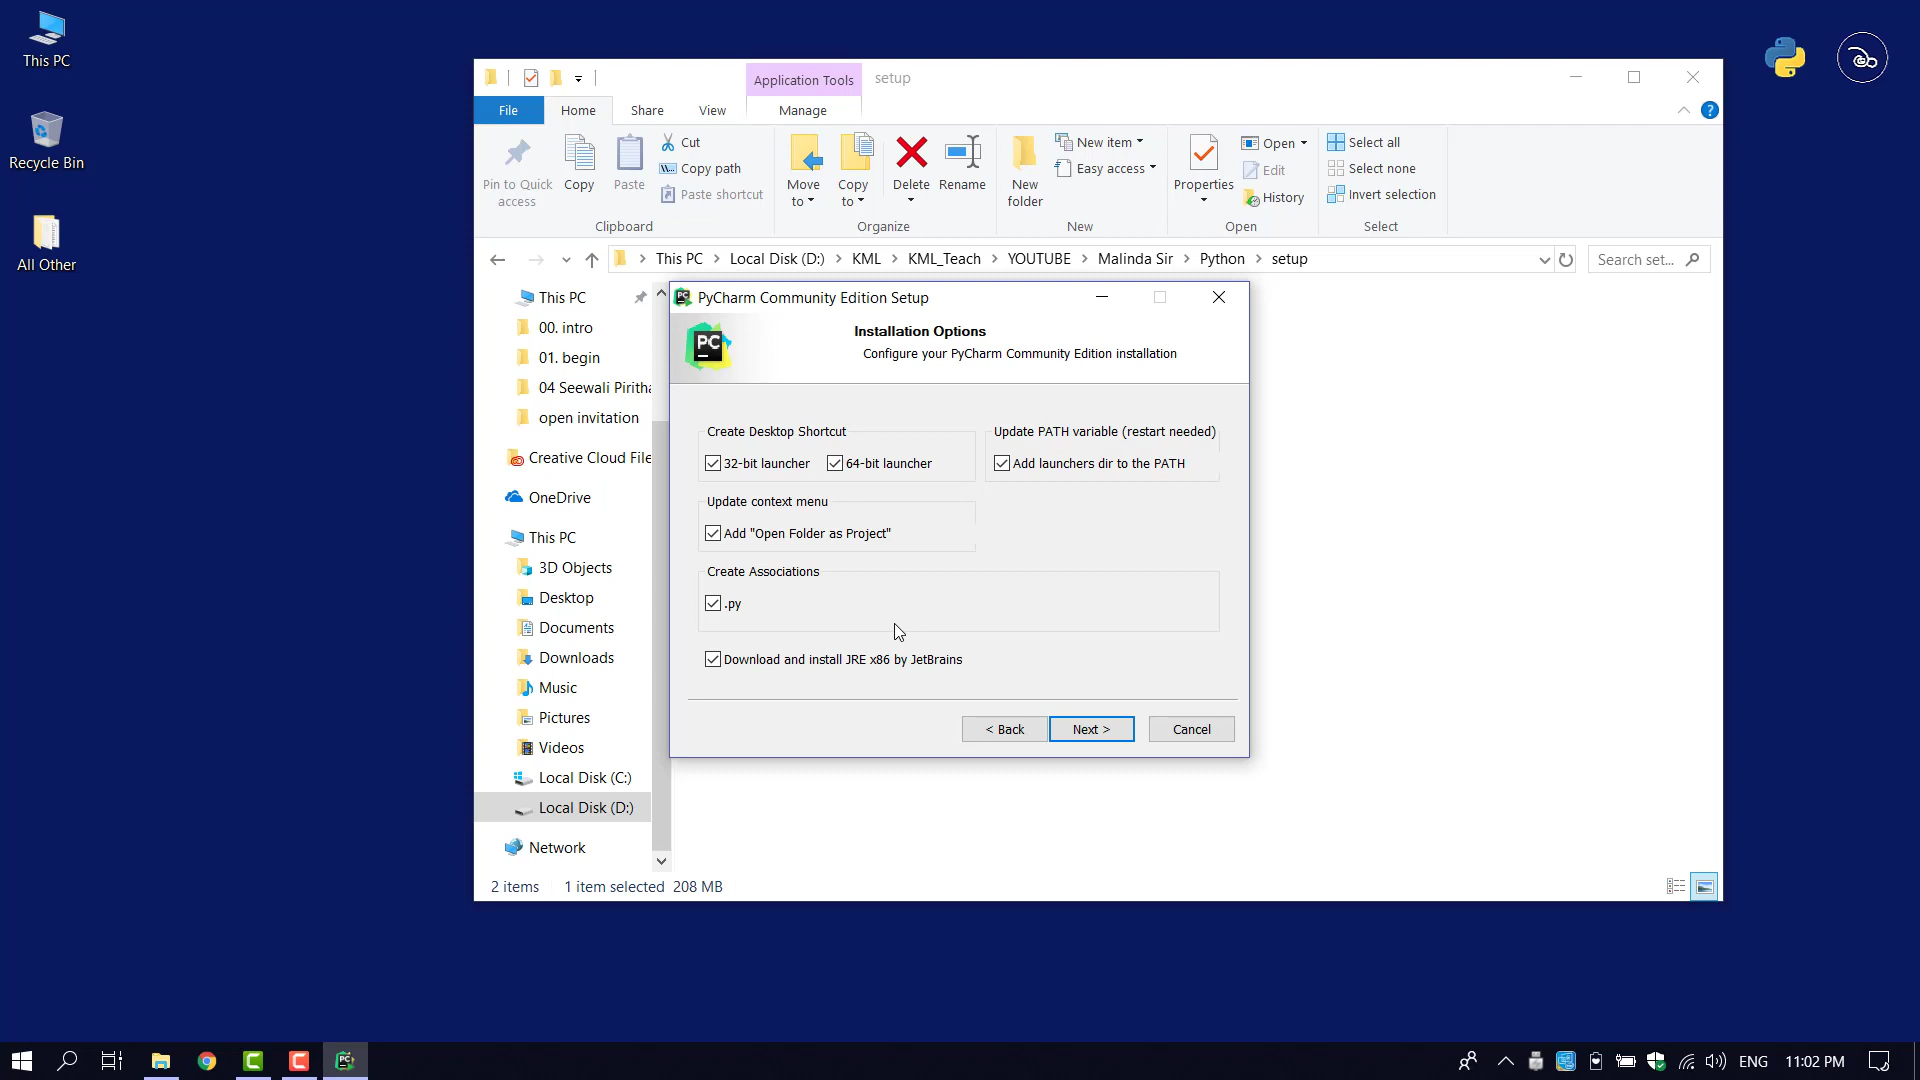 This PC
Recycle Bin
All Other
Application Tools
setup
File
Home
Share
View
Manage
Pin to Quick access
Copy
Paste
Cut
Copy path
Paste shortcut
Clipboard
Move to
Copy to
Delete
Rename
Organize
New folder
New item
Easy access
New
Properties
Open
Edit
History
Open
Select all
Select none
Invert selection
Select
This PC > Local Disk (D:) > KML > KML_Teach > YOUTUBE > Malinda Sir > Python > setup
Search set...
This PC
00. intro
01. begin
04 Seewali Piritha
open invitation
Creative Cloud File
OneDrive
This PC
3D Objects
Desktop
Documents
Downloads
Music
Pictures
Videos
Local Disk (C:)
Local Disk (D:)
Network
2 items 1 item selected 208 MB
PyCharm Community Edition Setup
PC
Installation Options
Configure your PyCharm Community Edition installation
Create Desktop Shortcut
32-bit launcher
64-bit launcher
Update PATH variable (restart needed)
Add launchers dir to the PATH
Update context menu
Add "Open Folder as Project"
Create Associations
.py
Download and install JRE x86 by JetBrains
< Back
Next >
Cancel
ENG
11:02 PM